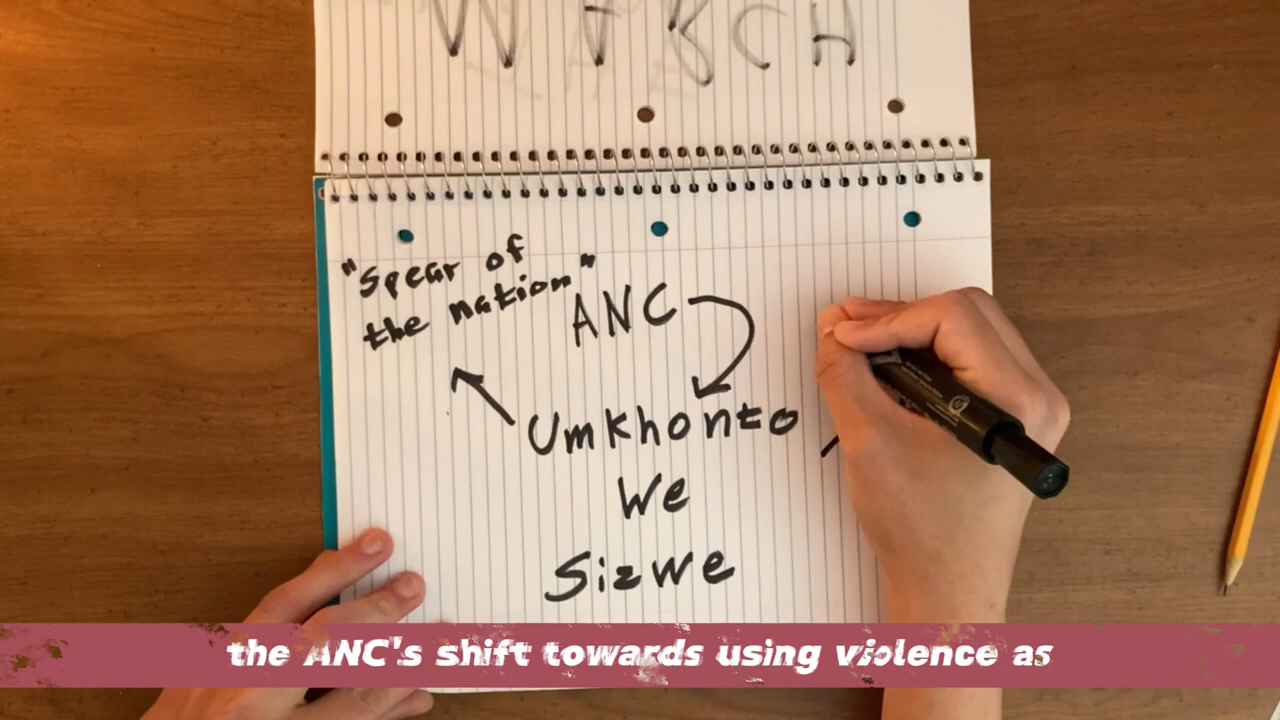 "Spear of
the nation"
ANC
Umkhonto
We
Sizwe
the ANC's shift towards using violence as